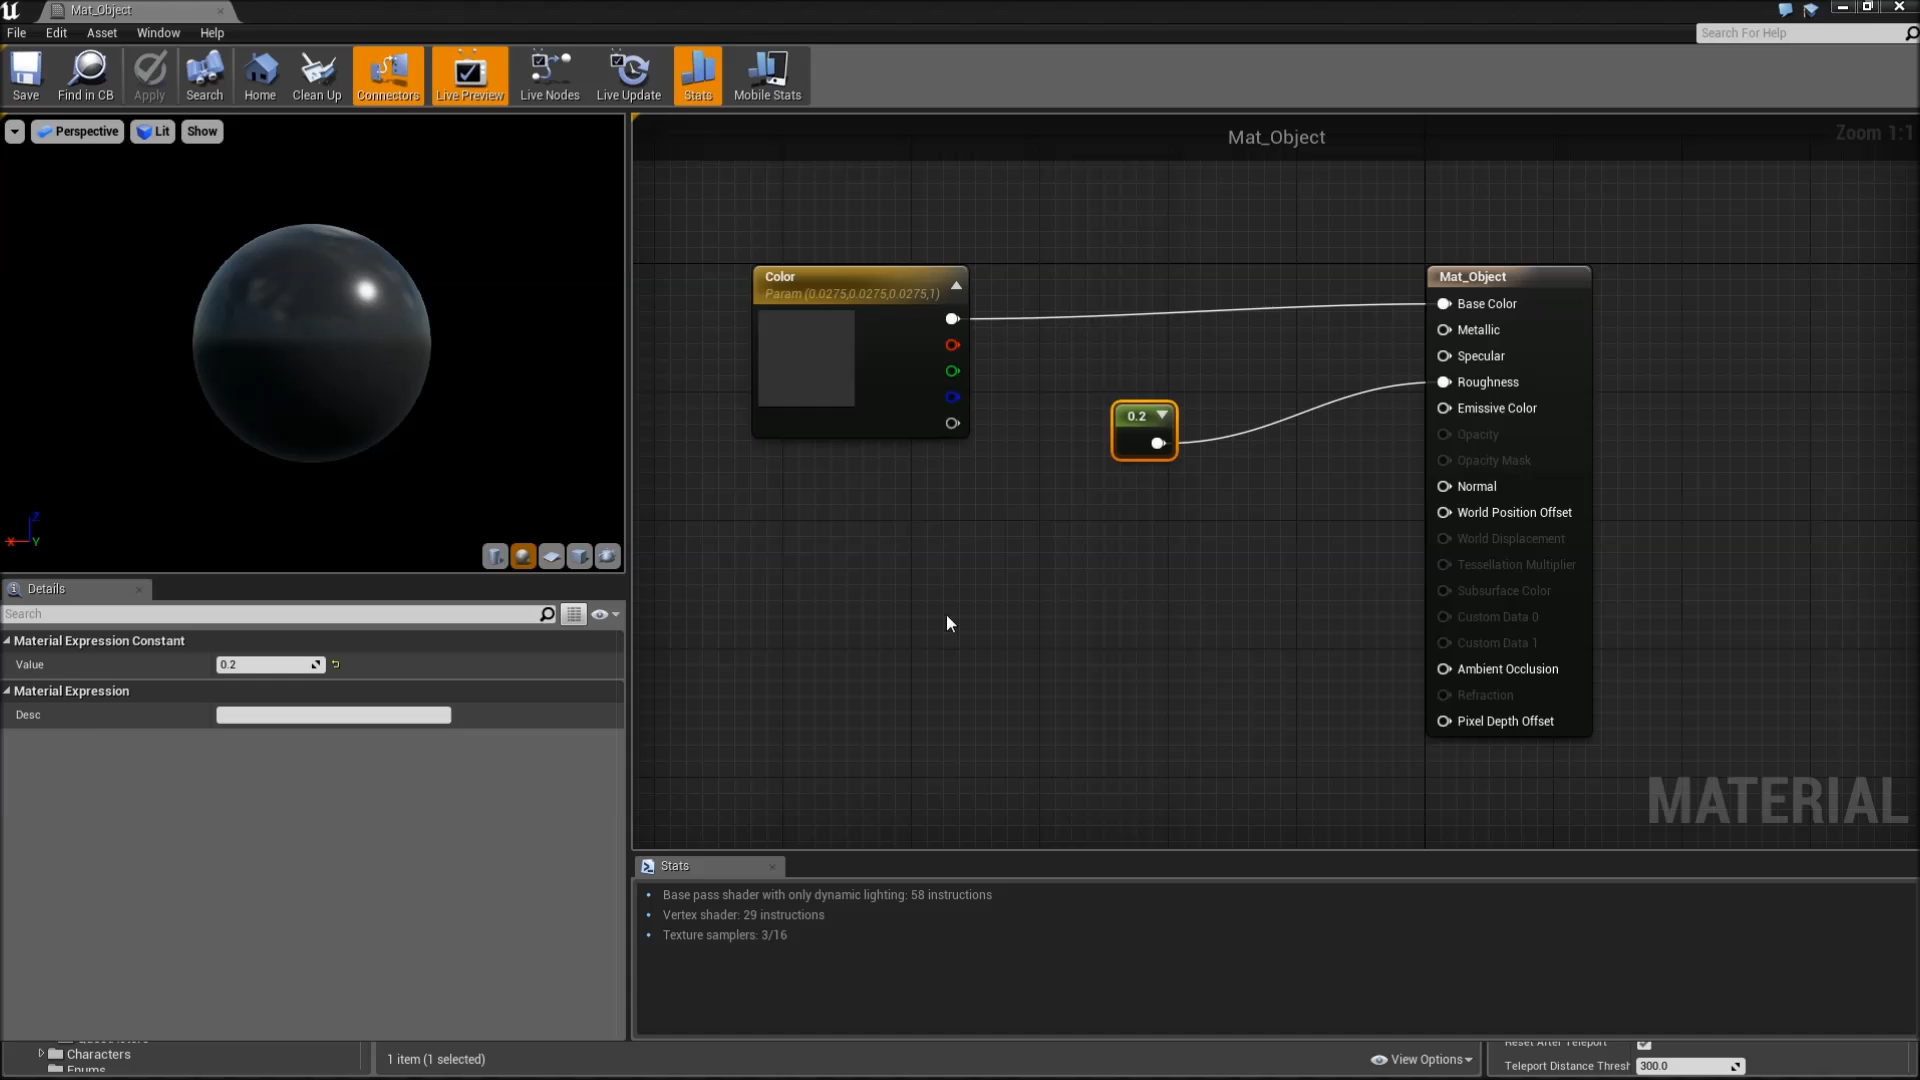 Mat_Object
File Edit Asset Window Help
Search For Help
Save Find in CB Apply Search Home Clean Up Connectors Live Preview Live Nodes Live Update Stats Mobile Stats
Perspective Lit Show
Mat_Object
Zoom 1:1
Color
Param (0.0275,0.0275,0.0275,1)
0.2
Mat_Object
Base Color
Metallic
Specular
Roughness
Emissive Color
Opacity
Opacity Mask
Normal
World Position Offset
World Displacement
Tessellation Multiplier
Subsurface Color
Custom Data 0
Custom Data 1
Ambient Occlusion
Refraction
Pixel Depth Offset
MATERIAL
Z
X Y
Details
Search
Material Expression Constant
Value 0.2
Material Expression
Desc
Stats
Base pass shader with only dynamic lighting: 58 instructions
Vertex shader: 29 instructions
Texture samplers: 3/16
Characters
Enums
1 item (1 selected)
View Options
Reset After Teleport
Teleport Distance Thresh 300.0